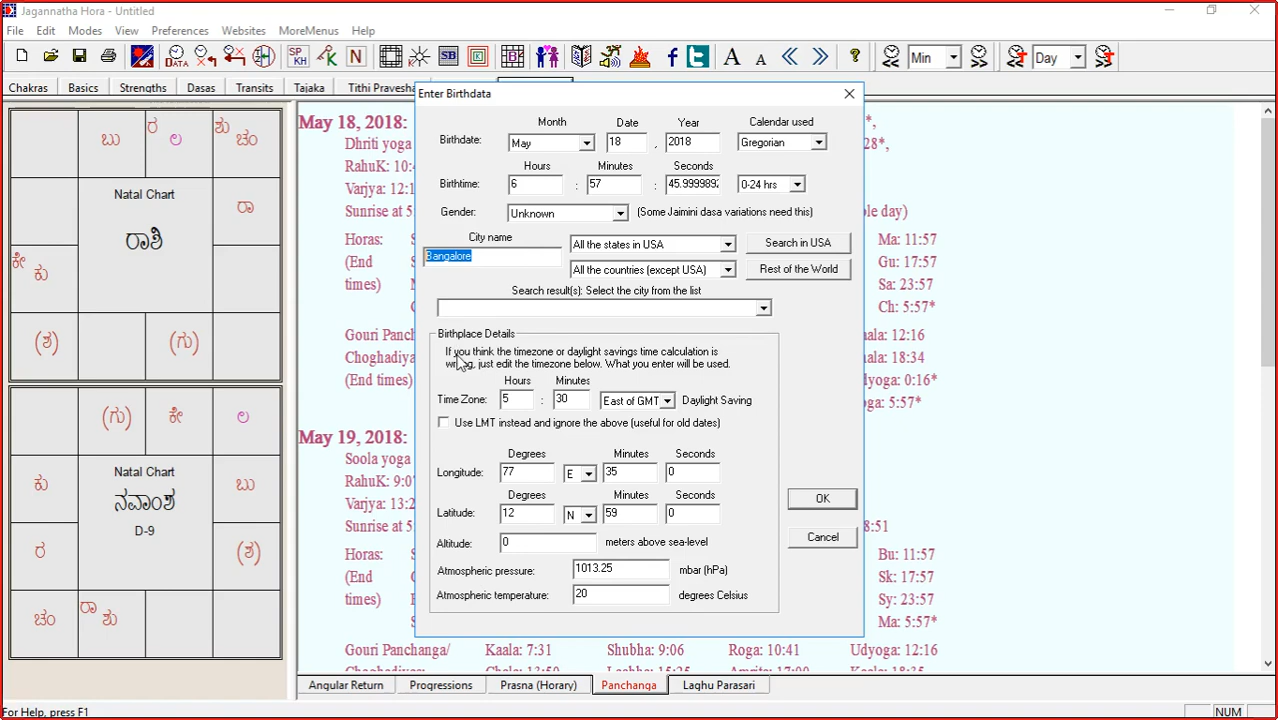 Jagannatha Hora - Untitled
File Edit Modes View Preferences Websites MoreMenus Help
DATA SP KH N SB K B f A A ? Min Day
Chakras Basics Strengths Dasas Transits Tajaka Tithi Pravesha
Enter Birthdata
Month Date Year Calendar used
Birthdate: May 18 , 2018 Gregorian
Hours Minutes Seconds
Birthtime: 6 : 57 : 45.9999892 0-24 hrs
Gender: Unknown (Some Jaimini dasa variations need this)
City name
Bangalore
All the states in USA Search in USA
All the countries (except USA) Rest of the World
Search result(s): Select the city from the list
Birthplace Details
If you think the timezone or daylight savings time calculation is
wrong, just edit the timezone below. What you enter will be used.
Hours Minutes
Time Zone: 5 : 30 East of GMT Daylight Saving
Use LMT instead and ignore the above (useful for old dates)
Degrees Minutes Seconds
Longitude: 77 E 35 0
Degrees Minutes Seconds
Latitude: 12 N 59 0
Altitude: 0 meters above sea-level
Atmospheric pressure: 1013.25 mbar (hPa)
Atmospheric temperature: 20 degrees Celsius
OK
Cancel
ಬು ರ ಲ ಶು ಚಂ
Natal Chart
ರಾಶಿ
ರಾ
ಕೇ ಕು
(ಶ) (ಗು)
(ಗು) ಕೇ ಲ
ಕು
Natal Chart
ನವಾಂಶ
D-9
ಬು
ರ (ಶ)
ಚಂ ರಾ ಶು
May 18, 2018:
Dhriti yoga
RahuK: 10:4
Varjya: 12:1
Sunrise at 5:
Horas:
(End
times)
Gouri Pancha
Choghadiya
(End times)
28*,
le day)
Ma: 11:57
Gu: 17:57
Sa: 23:57
Ch: 5:57*
ala: 12:16
ala: 18:34
dyoga: 0:16*
ga: 5:57*
May 19, 2018:
Soola yoga
RahuK: 9:07
Varjya: 13:2
Sunrise at 5:
8:51
Horas:
(End
times)
Bu: 11:57
Sk: 17:57
Sy: 23:57
Ma: 5:57*
Gouri Panchanga/ Kaala: 7:31 Shubha: 9:06 Roga: 10:41 Udyoga: 12:16
Angular Return Progressions Prasna (Horary) Panchanga Laghu Parasari
For Help, press F1
NUM